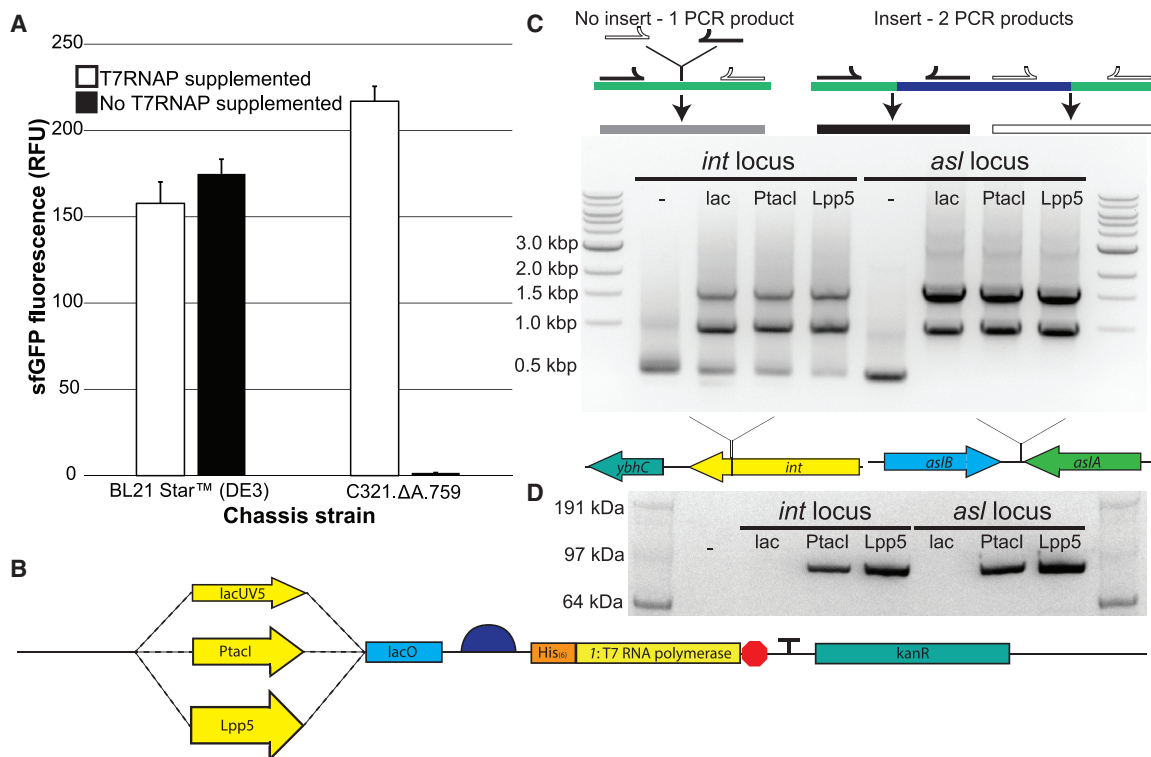 A
250
200
150
100
50
0
sfGFP fluorescence (RFU)
T7RNAP supplemented
No T7RNAP supplemented
BL21 Star™ (DE3)
C321.ΔA.759
Chassis strain
B
lacUV5
PtacI
Lpp5
lacO
His(6)
1: T7 RNA polymerase
kanR
C
No insert - 1 PCR product
Insert - 2 PCR products
int locus
asl locus
- lac PtacI Lpp5 - lac PtacI Lpp5
3.0 kbp
2.0 kbp
1.5 kbp
1.0 kbp
0.5 kbp
ybhC
int
aslB
aslA
D
191 kDa
97 kDa
64 kDa
int locus
asl locus
- lac PtacI Lpp5 lac PtacI Lpp5